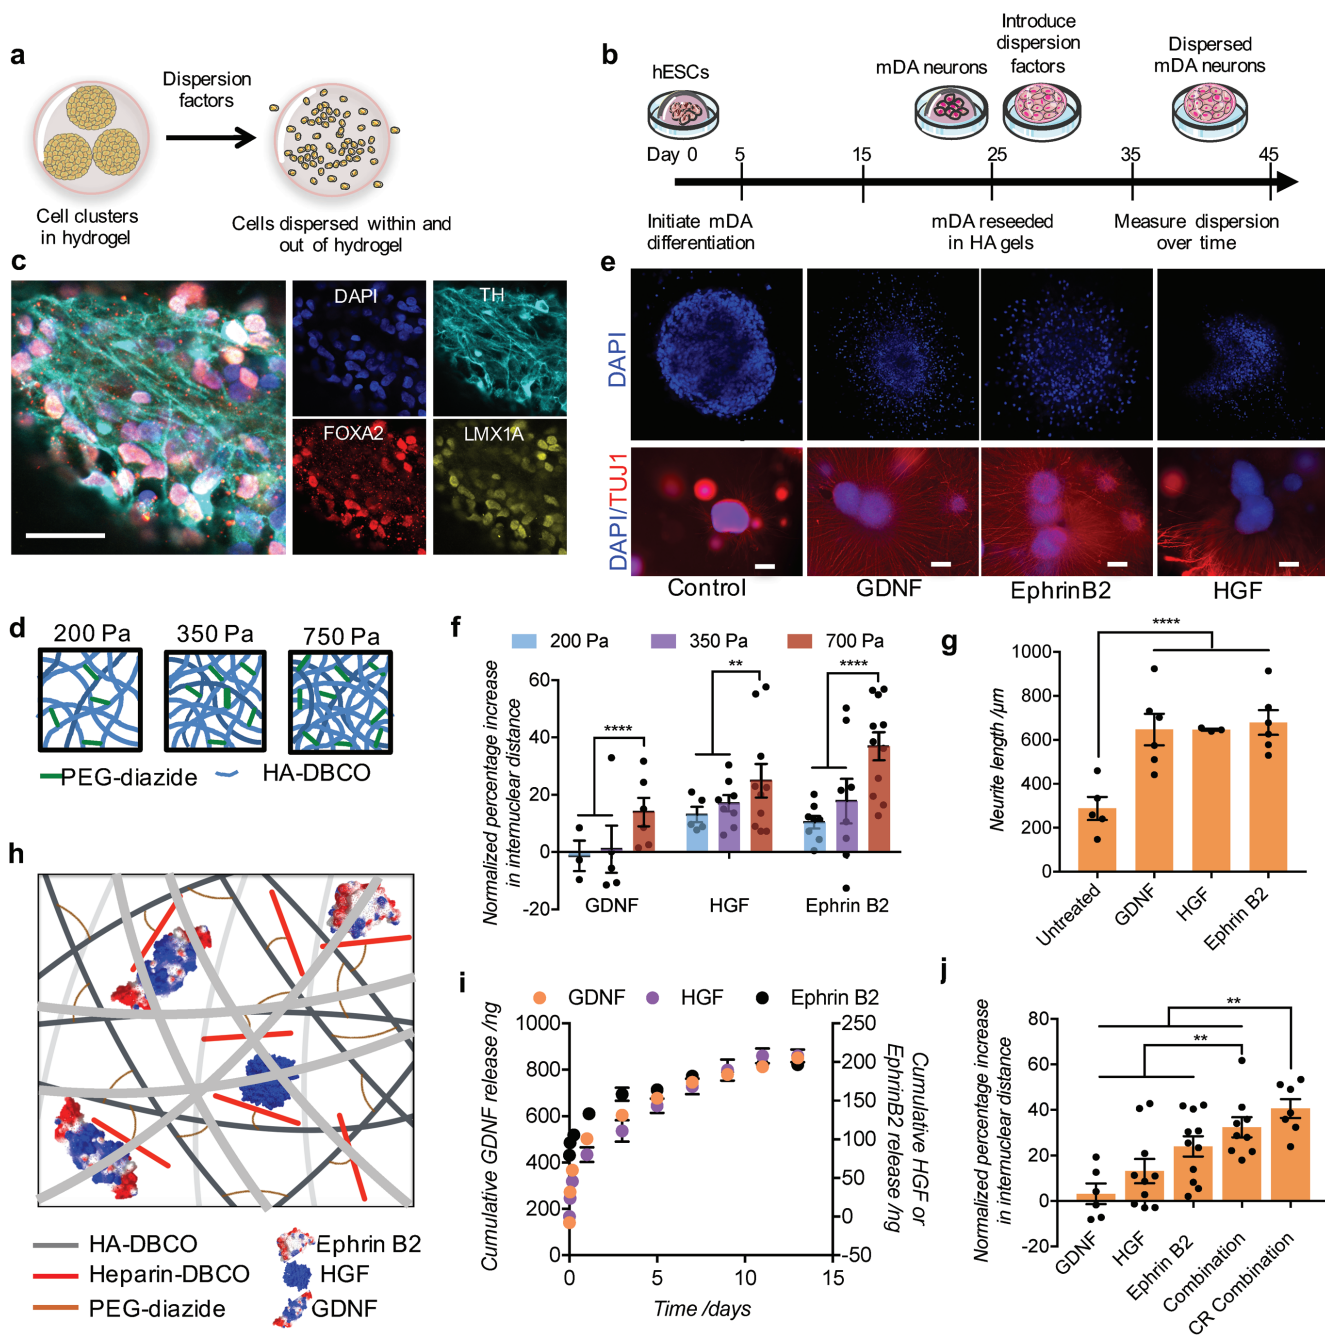 a
Dispersion
factors
Cell clusters
in hydrogel
Cells dispersed within and
out of hydrogel
b
hESCs
mDA neurons
Introduce
dispersion
factors
Dispersed
mDA neurons
Day 0
5
15
25
35
45
Initiate mDA
differentiation
mDA reseeded
in HA gels
Measure dispersion
over time
c
DAPI
TH
FOXA2
LMX1A
e
DAPI
DAPI/TUJ1
Control
GDNF
EphrinB2
HGF
d
200 Pa
350 Pa
750 Pa
PEG-diazide
HA-DBCO
f
200 Pa
350 Pa
700 Pa
Normalized percentage increase
in internuclear distance
60
40
20
0
-20
****
**
****
GDNF
HGF
Ephrin B2
g
Neurite length /µm
1000
800
600
400
200
0
****
Untreated
GDNF
HGF
Ephrin B2
h
HA-DBCO
Heparin-DBCO
PEG-diazide
Ephrin B2
HGF
GDNF
i
GDNF
HGF
Ephrin B2
Cumulative GDNF release /ng
1000
800
600
400
200
0
250
200
150
100
50
0
-50
Cumulative HGF or
EphrinB2 release /ng
0
5
10
15
Time /days
j
Normalized percentage increase
in internuclear distance
80
60
40
20
0
-20
**
**
GDNF
HGF
Ephrin B2
Combination
CR Combination